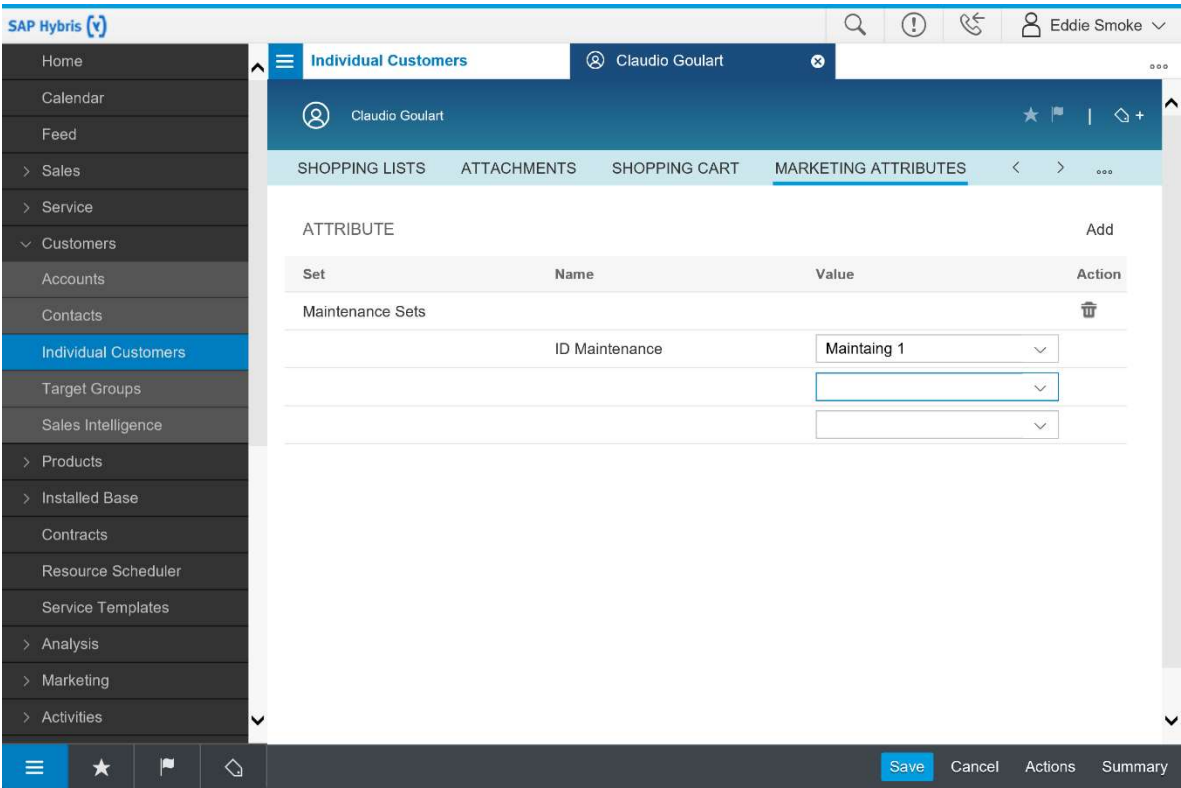 SAP Hybris (y)
Eddie Smoke
Home
Calendar
Feed
Sales
Service
Customers
Accounts
Contacts
Individual Customers
Target Groups
Sales Intelligence
Products
Installed Base
Contracts
Resource Scheduler
Service Templates
Analysis
Marketing
Activities
Individual Customers
Claudio Goulart
Claudio Goulart
SHOPPING LISTS ATTACHMENTS SHOPPING CART MARKETING ATTRIBUTES
ATTRIBUTE Add
Set Name Value Action
Maintenance Sets
ID Maintenance Maintaing 1
Save Cancel Actions Summary